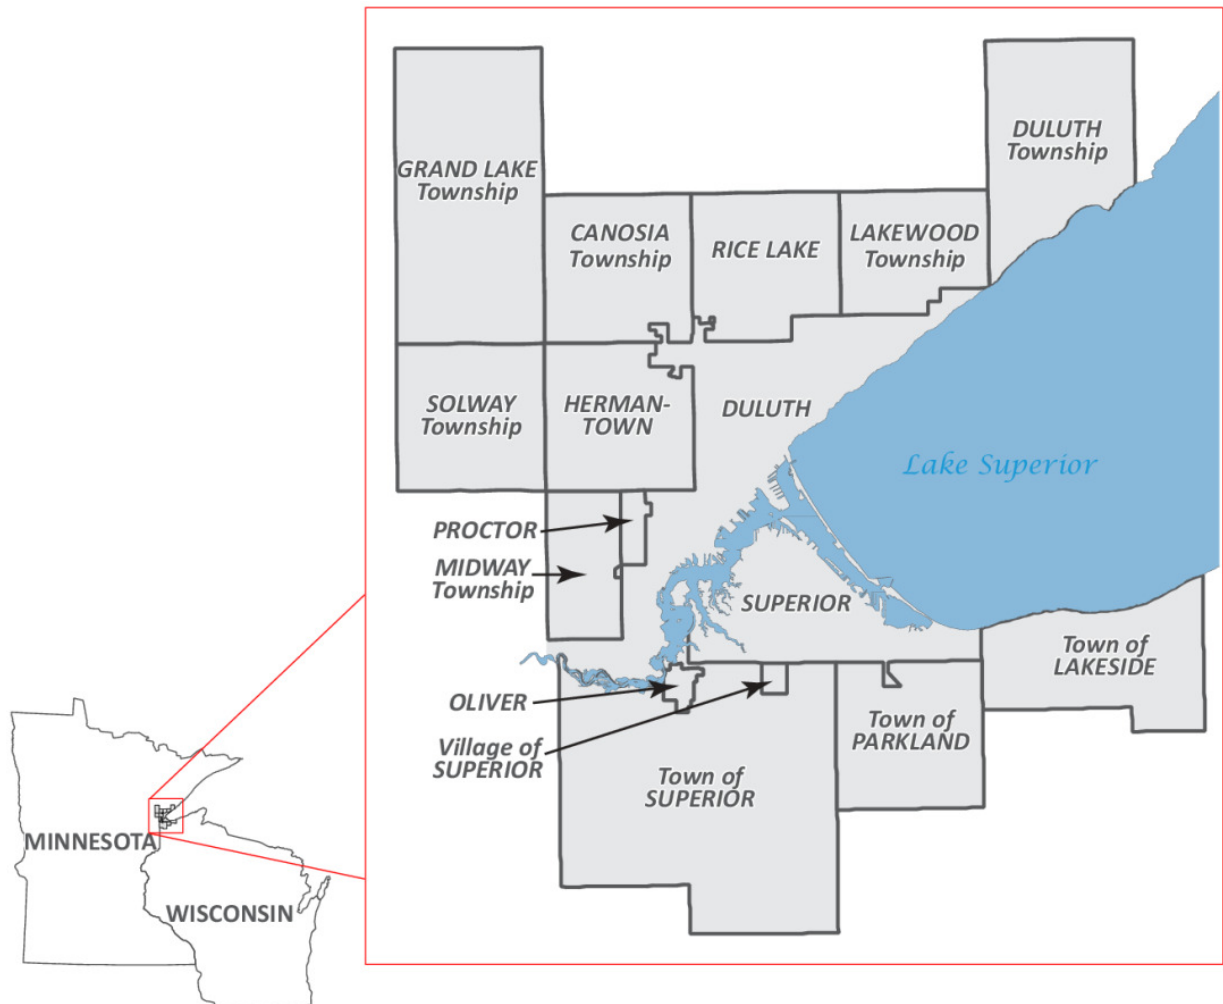 DULUTH
Township
GRAND LAKE
Township
CANOSIA
Township
RICE LAKE
LAKEWOOD
Township
SOLWAY
Township
HERMAN-
TOWN
DULUTH
Lake Superior
PROCTOR
MIDWAY
Township
SUPERIOR
Town of
LAKESIDE
OLIVER
Village of
SUPERIOR
Town of
PARKLAND
Town of
SUPERIOR
MINNESOTA
WISCONSIN